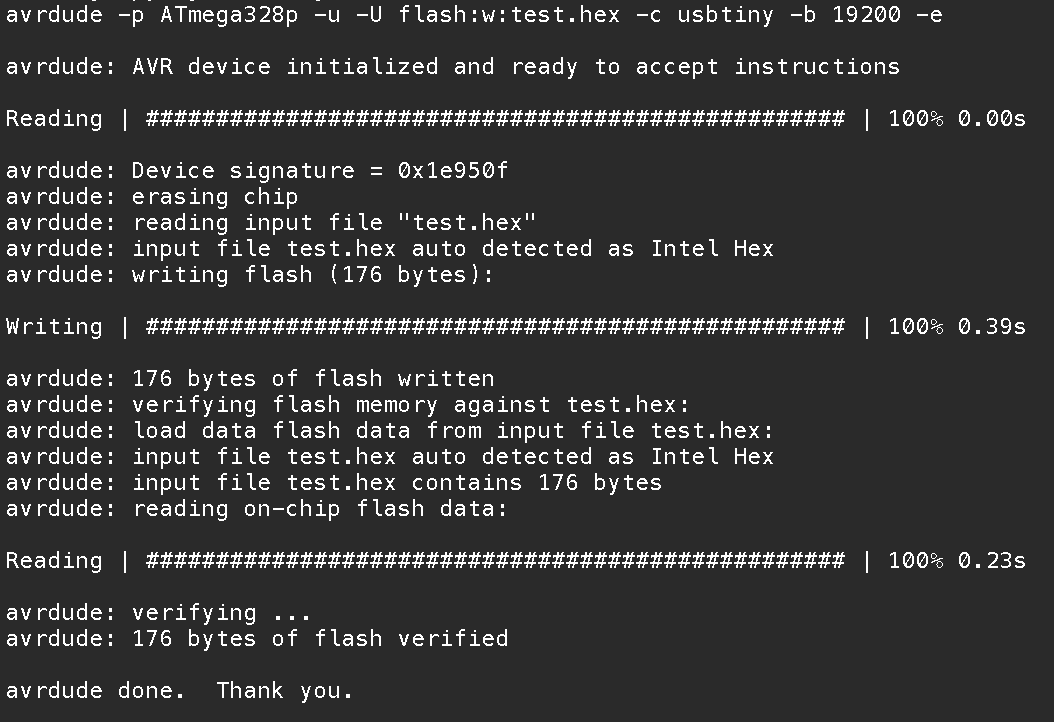 avrdude -p ATmega328p -u -U flash:w:test.hex -c usbtiny -b 19200 -e
avrdude: AVR device initialized and ready to accept instructions
Reading | ################################################## | 100% 0.00s
avrdude: Device signature = 0x1e950f
avrdude: erasing chip
avrdude: reading input file "test.hex"
avrdude: input file test.hex auto detected as Intel Hex
avrdude: writing flash (176 bytes):
Writing | ################################################## | 100% 0.39s
avrdude: 176 bytes of flash written
avrdude: verifying flash memory against test.hex:
avrdude: load data flash data from input file test.hex:
avrdude: input file test.hex auto detected as Intel Hex
avrdude: input file test.hex contains 176 bytes
avrdude: reading on-chip flash data:
Reading | ################################################## | 100% 0.23s
avrdude: verifying ...
avrdude: 176 bytes of flash verified
avrdude done.  Thank you.